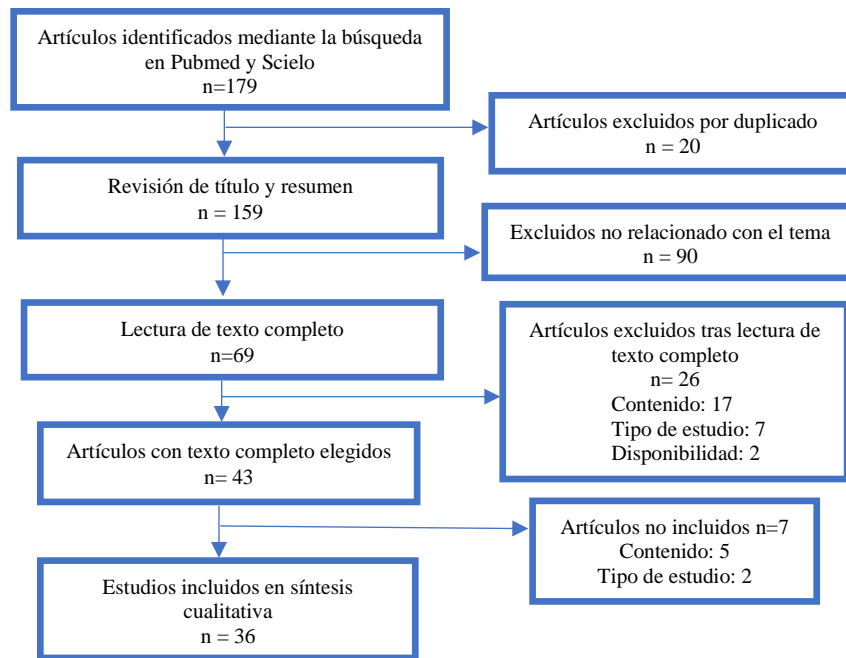 Artículos identificados mediante la búsqueda
en Pubmed y Scielo
n=179
Artículos excluidos por duplicado
n = 20
Revisión de título y resumen
n = 159
Excluidos no relacionado con el tema
n = 90
Lectura de texto completo
n=69
Artículos excluidos tras lectura de
texto completo
n= 26
Contenido: 17
Tipo de estudio: 7
Disponibilidad: 2
Artículos con texto completo elegidos
n= 43
Artículos no incluidos n=7
Contenido: 5
Tipo de estudio: 2
Estudios incluidos en síntesis
cualitativa
n = 36